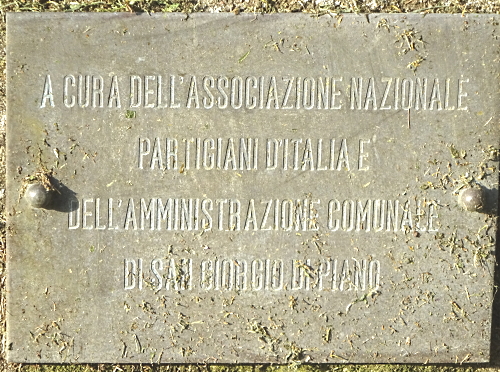 A CURA DELL'ASSOCIAZIONE NAZIONALE
PARTIGIANI D'ITALIA E
DELL'AMMINISTRAZIONE COMUNALE
DI SAN GIORGIO DI PIANO